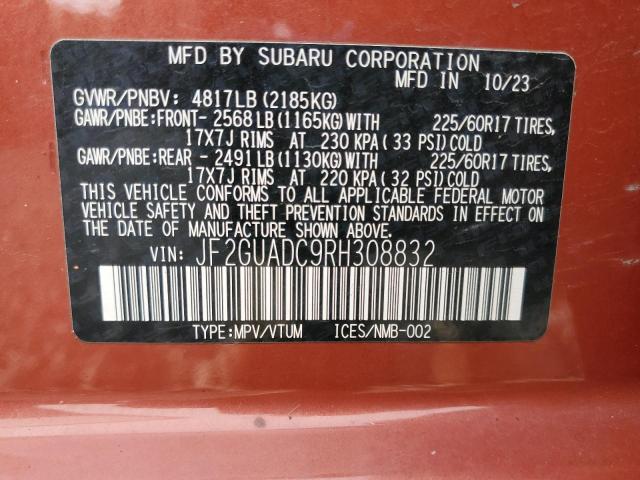 MFD BY SUBARU CORPORATION
MFD IN 10/23
GVWR/PNBV: 4817LB (2185KG)
GAWR/PNBE:FRONT- 2568LB(1165KG)WITH 225/60R17 TIRES,
17X7J RIMS AT 230 KPA (33 PSI)COLD
GAWR/PNBE:REAR - 2491LB(1130KG)WITH 225/60R17 TIRES,
17X7J RIMS AT 220 KPA (32 PSI)COLD
THIS VEHICLE CONFORMS TO ALL APPLICABLE FEDERAL MOTOR
VEHICLE SAFETY AND THEFT PREVENTION STANDARDS IN EFFECT ON
THE DATE OF MANUFACTURE SHOWN ABOVE.
VIN: JF2GUADC9RH308832
TYPE:MPV/VTUM ICES/NMB-002